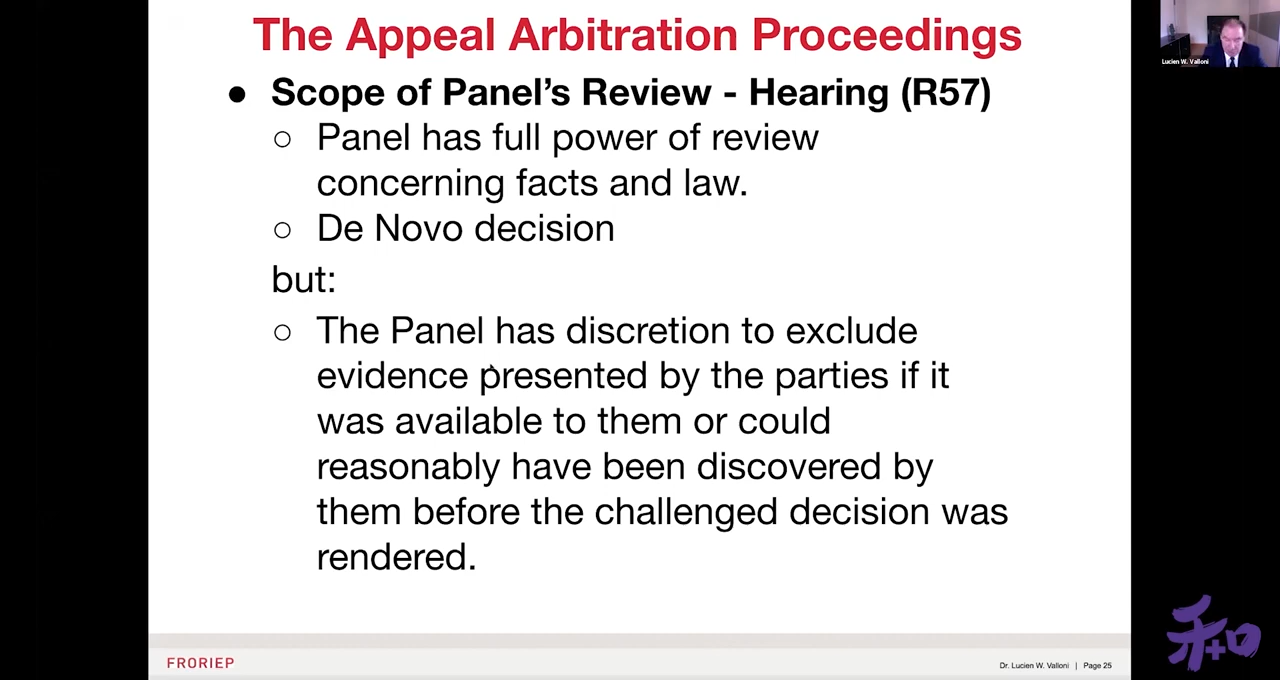 The Appeal Arbitration Proceedings
● Scope of Panel's Review - Hearing (R57)
○ Panel has full power of review
concerning facts and law.
○ De Novo decision
but:
○ The Panel has discretion to exclude
evidence presented by the parties if it
was available to them or could
reasonably have been discovered by
them before the challenged decision was
rendered.
FRORIEP
Dr. Lucien W. Valloni | Page 25
Lucien W. Valloni